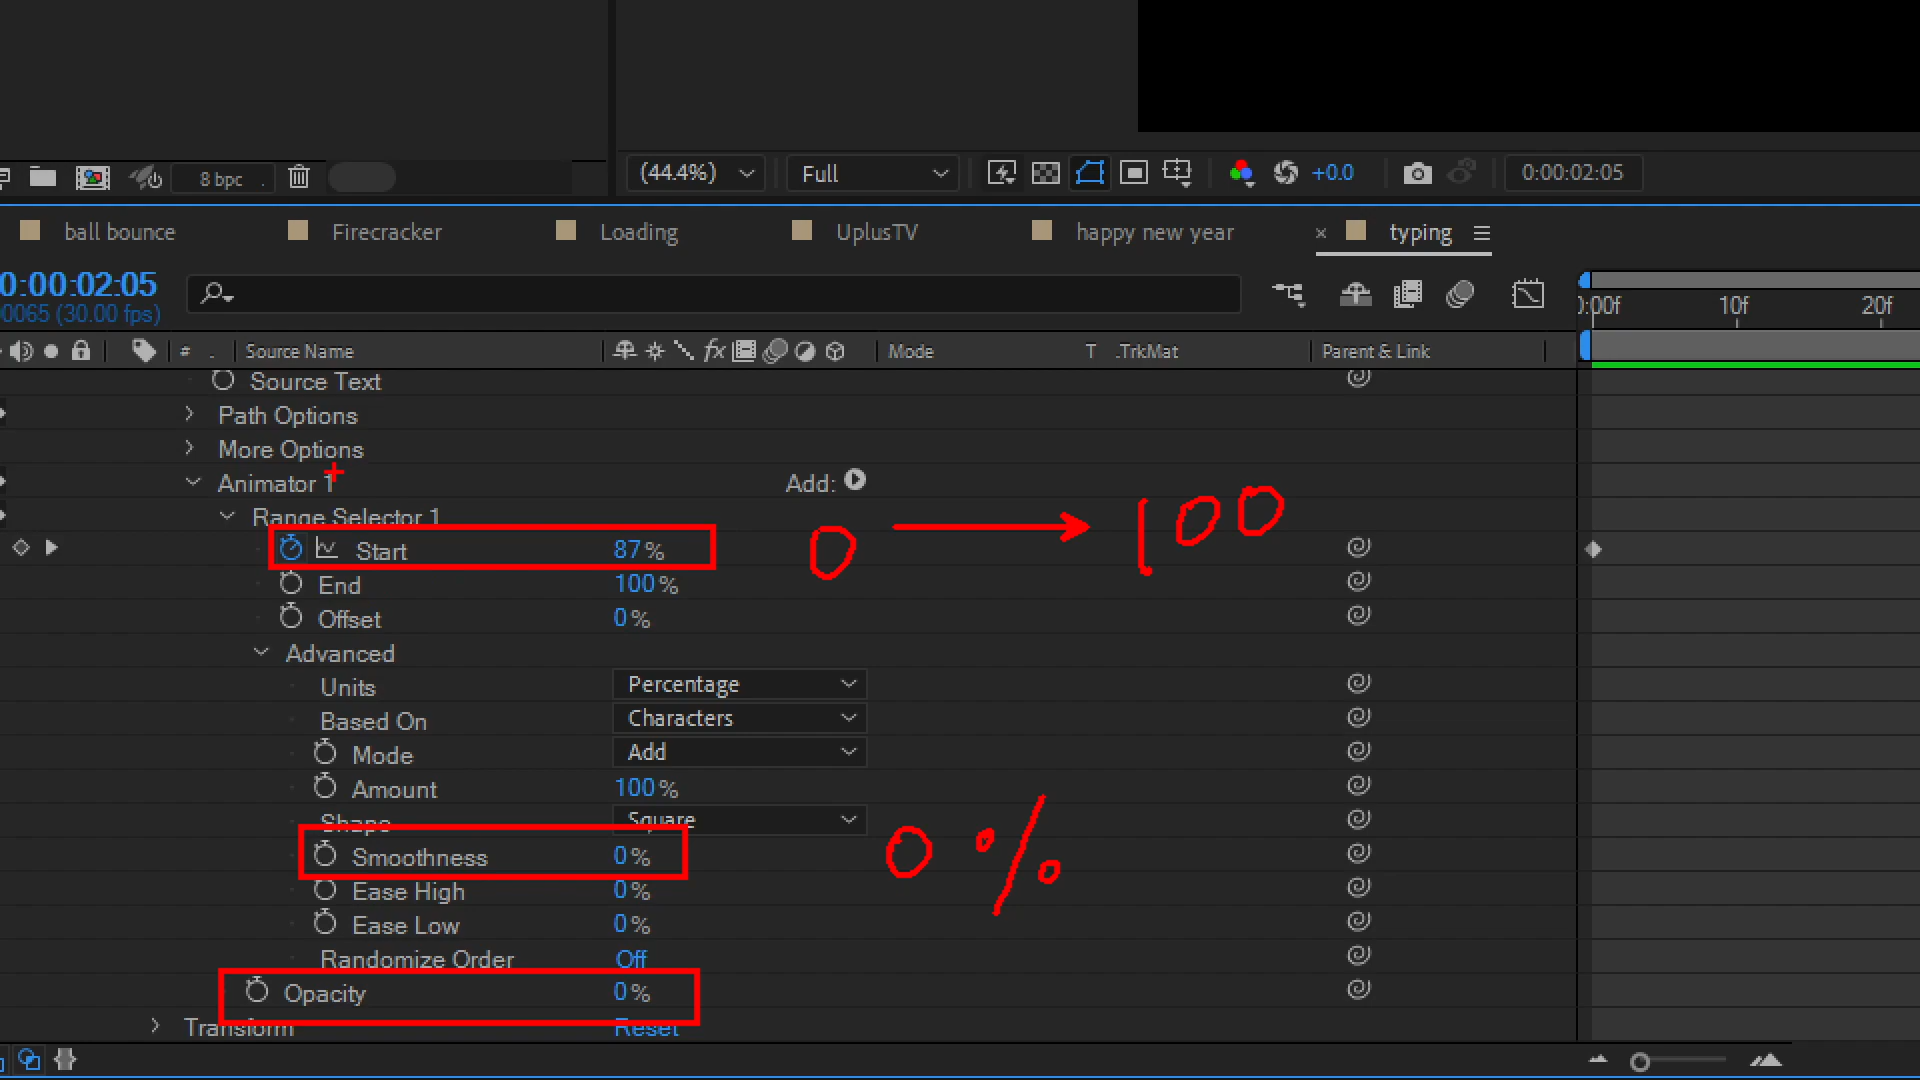 8 bpc
(44.4%) Full +0.0 0:00:02:05
ball bounce Firecracker Loading UplusTV happy new year × typing
0:00:02:05
00065 (30.00 fps)
0:00f 10f 20f
# Source Name fx Mode T .TrkMat Parent & Link
Source Text
Path Options
More Options
Animator 1 Add:
Range Selector 1
Start 87% 0 → 100
End 100%
Offset 0%
Advanced
Units Percentage
Based On Characters
Mode Add
Amount 100%
Shape Square
Smoothness 0% 0%
Ease High 0%
Ease Low 0%
Randomize Order Off
Opacity 0%
Transform Reset